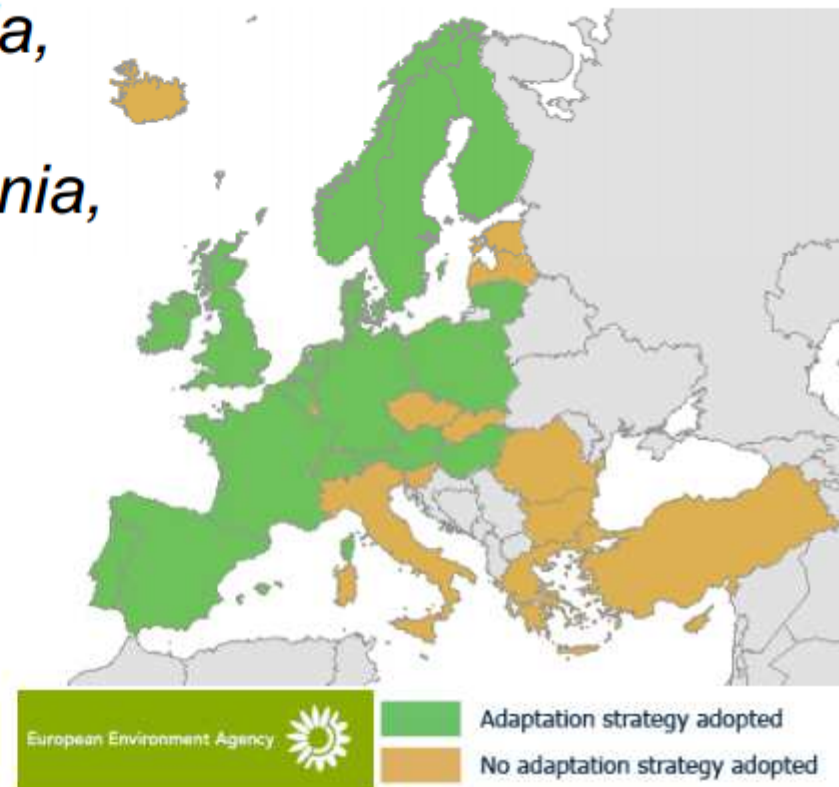 a,
nia,
European Environment Agency
Adaptation strategy adopted
No adaptation strategy adopted